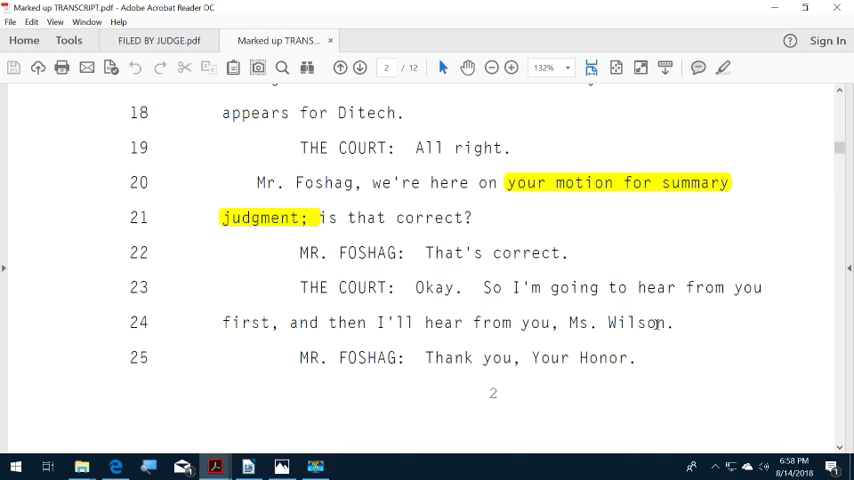 Marked up TRANSCRIPT.pdf - Adobe Acrobat Reader DC
File Edit View Window Help
Home Tools FILED BY JUDGE.pdf Marked up TRANS... × Sign In
2 / 12 132%
18 appears for Ditech.
19 THE COURT: All right.
20 Mr. Foshag, we're here on your motion for summary
21 judgment; is that correct?
22 MR. FOSHAG: That's correct.
23 THE COURT: Okay. So I'm going to hear from you
24 first, and then I'll hear from you, Ms. Wilson.
25 MR. FOSHAG: Thank you, Your Honor.
2
6:58 PM
8/14/2018